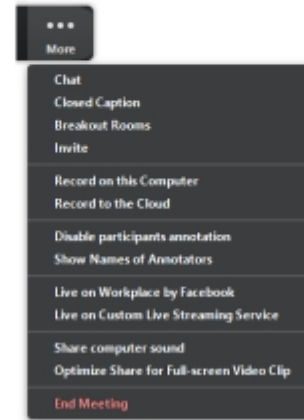 More
Chat
Closed Caption
Breakout Rooms
Invite
Record on this Computer
Record to the Cloud
Disable participants annotation
Show Names of Annotators
Live on Workplace by Facebook
Live on Custom Live Streaming Service
Share computer sound
Optimize Share for Full-screen Video Clip
End Meeting